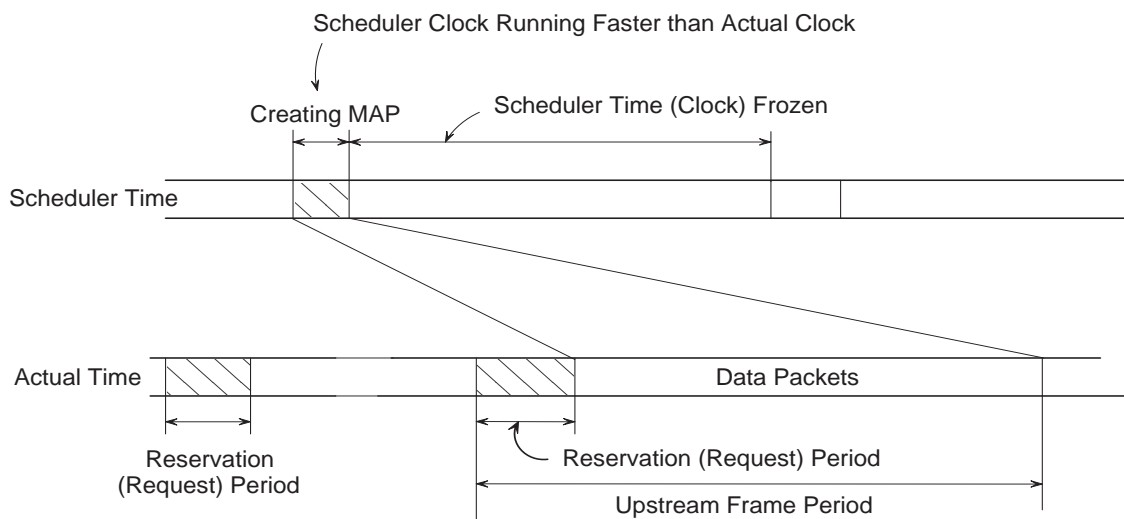 Scheduler Clock Running Faster than Actual Clock
Creating MAP
Scheduler Time (Clock) Frozen
Scheduler Time
Actual Time
Data Packets
Reservation
(Request) Period
Reservation (Request) Period
Upstream Frame Period